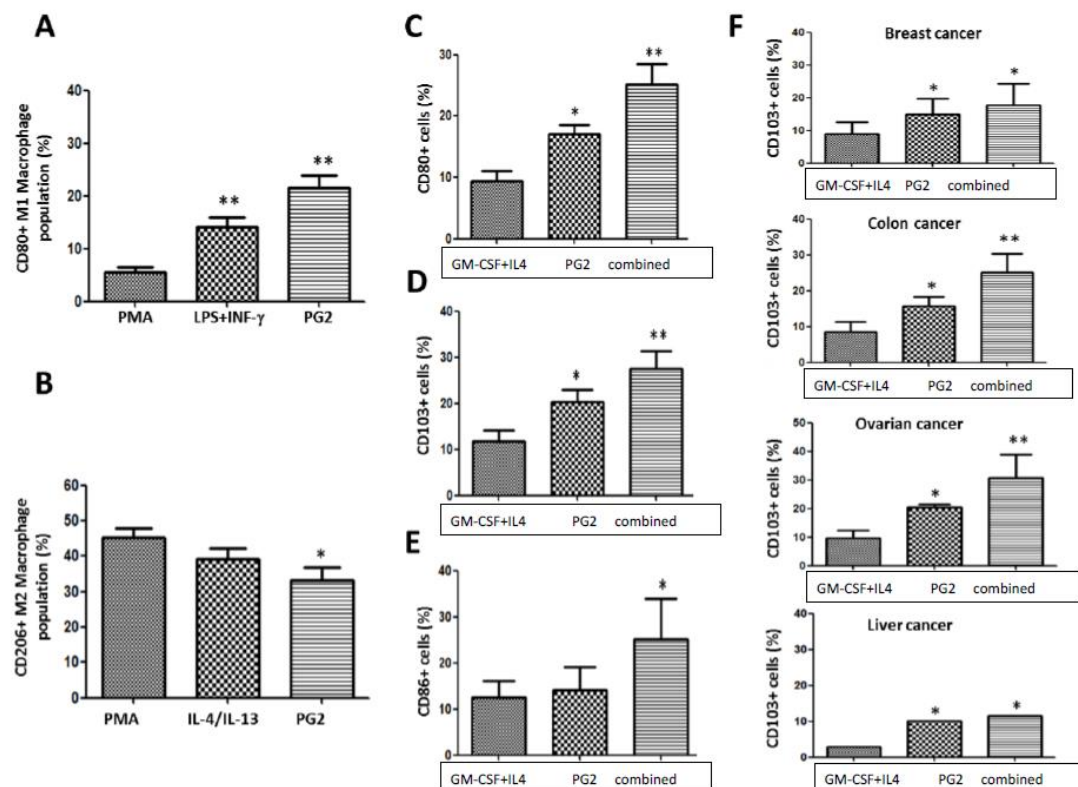 A
CD80+ M1 Macrophage
population (%)
40
30
20
10
0
**
**
PMA LPS+INF-γ PG2
B
CD206+ M2 Macrophage
population (%)
60
50
40
30
20
10
0
*
PMA IL-4/IL-13 PG2
C
CD80+ cells (%)
30
20
10
0
*
**
GM-CSF+IL4 PG2 combined
D
CD103+ cells (%)
40
30
20
10
0
*
**
GM-CSF+IL4 PG2 combined
E
CD86+ cells (%)
40
30
20
10
0
*
GM-CSF+IL4 PG2 combined
F
Breast cancer
CD103+ cells (%)
40
30
20
10
0
*
*
GM-CSF+IL4 PG2 combined
Colon cancer
CD103+ cells (%)
40
30
20
10
0
*
**
GM-CSF+IL4 PG2 combined
Ovarian cancer
CD103+ cells (%)
50
40
30
20
10
0
*
**
GM-CSF+IL4 PG2 combined
Liver cancer
CD103+ cells (%)
40
30
20
10
0
*
*
GM-CSF+IL4 PG2 combined